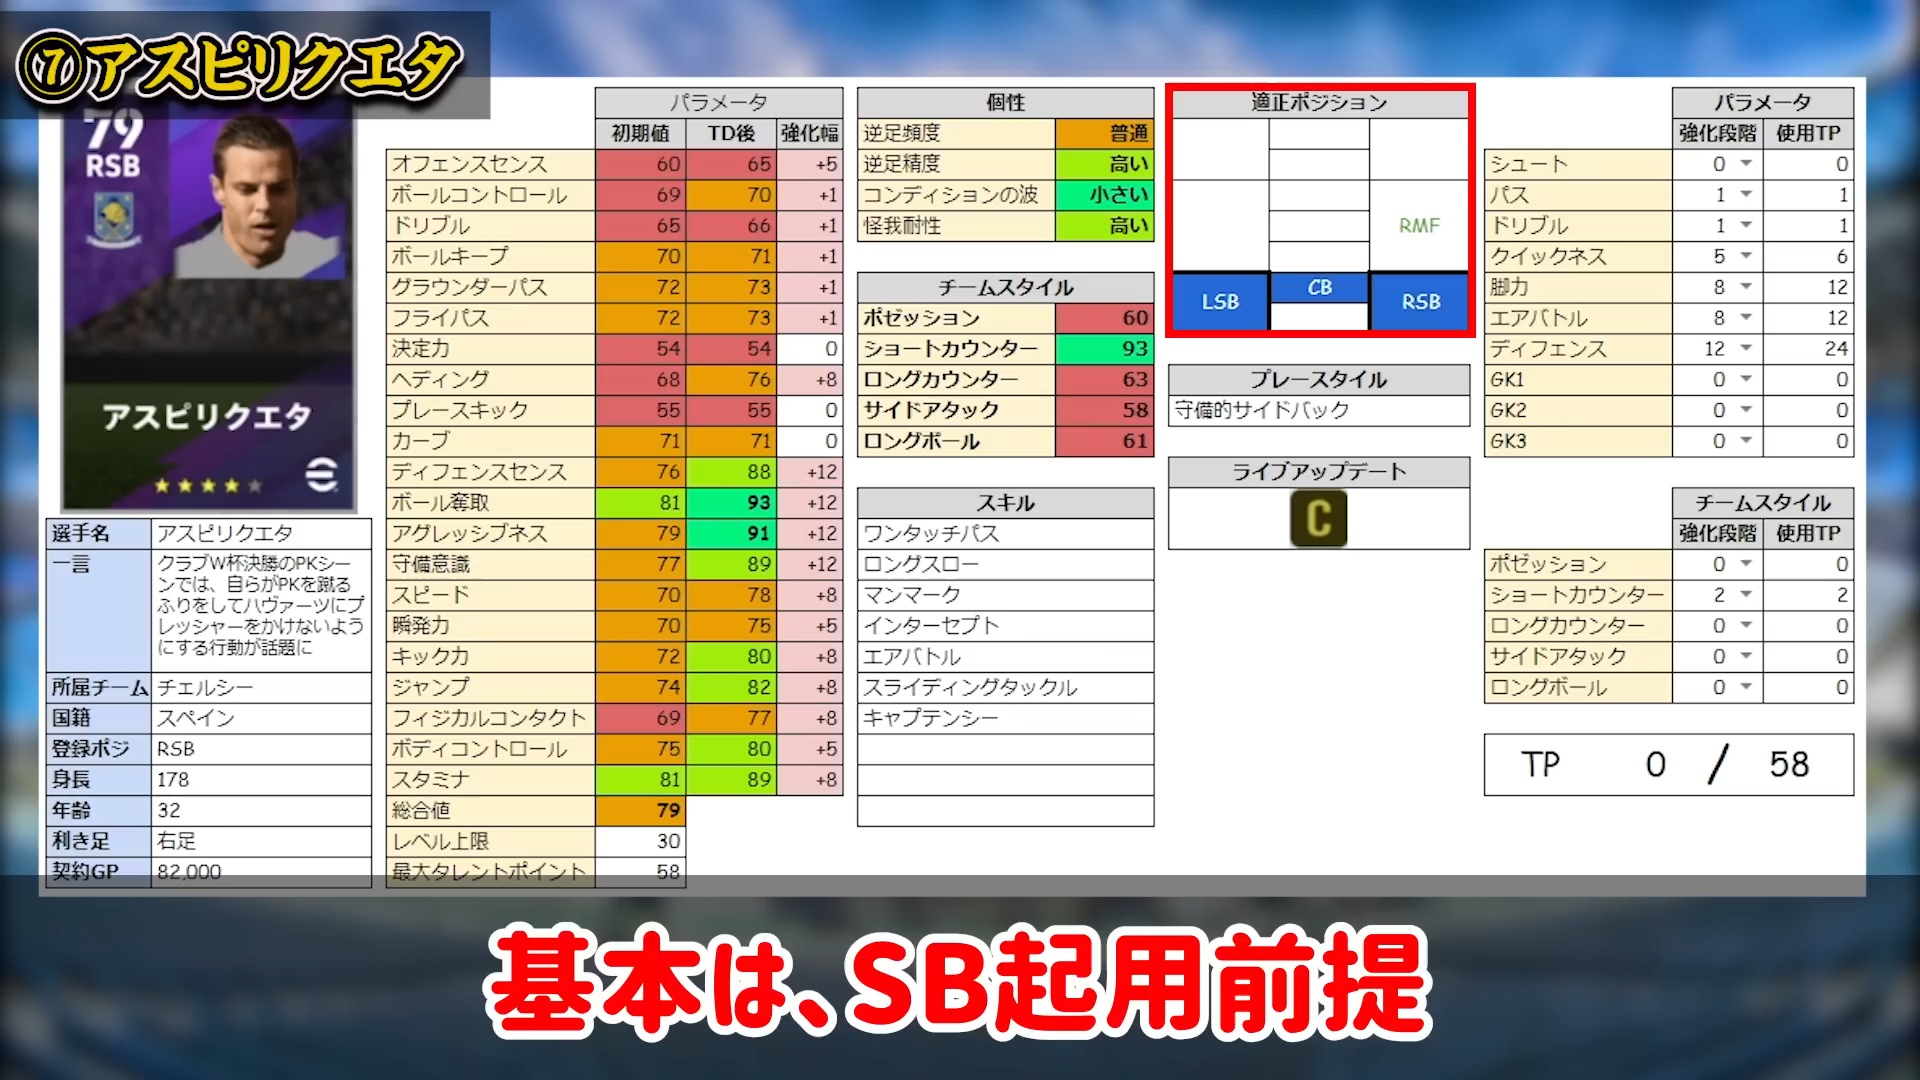 ⑦アスピリクエタ
79
RSB
アスピリクエタ
選手名 アスピリクエタ
一言 クラブW杯決勝のPKシー
ンでは、自らがPKを蹴る
ふりをしてハヴァーツにプ
レッシャーをかけないよう
にする行動が話題に
所属チーム チェルシー
国籍 スペイン
登録ポジ RSB
身長 178
年齢 32
利き足 右足
契約GP 82,000
パラメータ
初期値 TD後 強化幅
オフェンスセンス 60 65 +5
ボールコントロール 69 70 +1
ドリブル 65 66 +1
ボールキープ 70 71 +1
グラウンダーパス 72 73 +1
フライパス 72 73 +1
決定力 54 54 0
ヘディング 68 76 +8
プレースキック 55 55 0
カーブ 71 71 0
ディフェンスセンス 76 88 +12
ボール奪取 81 93 +12
アグレッシブネス 79 91 +12
守備意識 77 89 +12
スピード 70 78 +8
瞬発力 70 75 +5
キック力 72 80 +8
ジャンプ 74 82 +8
フィジカルコンタクト 69 77 +8
ボディコントロール 75 80 +5
スタミナ 81 89 +8
総合値 79
レベル上限 30
最大タレントポイント 58
個性
逆足頻度 普通
逆足精度 高い
コンディションの波 小さい
怪我耐性 高い
チームスタイル
ポゼッション 60
ショートカウンター 93
ロングカウンター 63
サイドアタック 58
ロングボール 61
スキル
ワンタッチパス
ロングスロー
マンマーク
インターセプト
エアバトル
スライディングタックル
キャプテンシー
適正ポジション
RMF
LSB CB RSB
プレースタイル
守備的サイドバック
ライブアップデート
C
パラメータ
強化段階 使用TP
シュート 0 0
パス 1 1
ドリブル 1 1
クイックネス 5 6
脚力 8 12
エアバトル 8 12
ディフェンス 12 24
GK1 0 0
GK2 0 0
GK3 0 0
チームスタイル
強化段階 使用TP
ポゼッション 0 0
ショートカウンター 2 2
ロングカウンター 0 0
サイドアタック 0 0
ロングボール 0 0
TP 0 / 58
基本は、SB起用前提